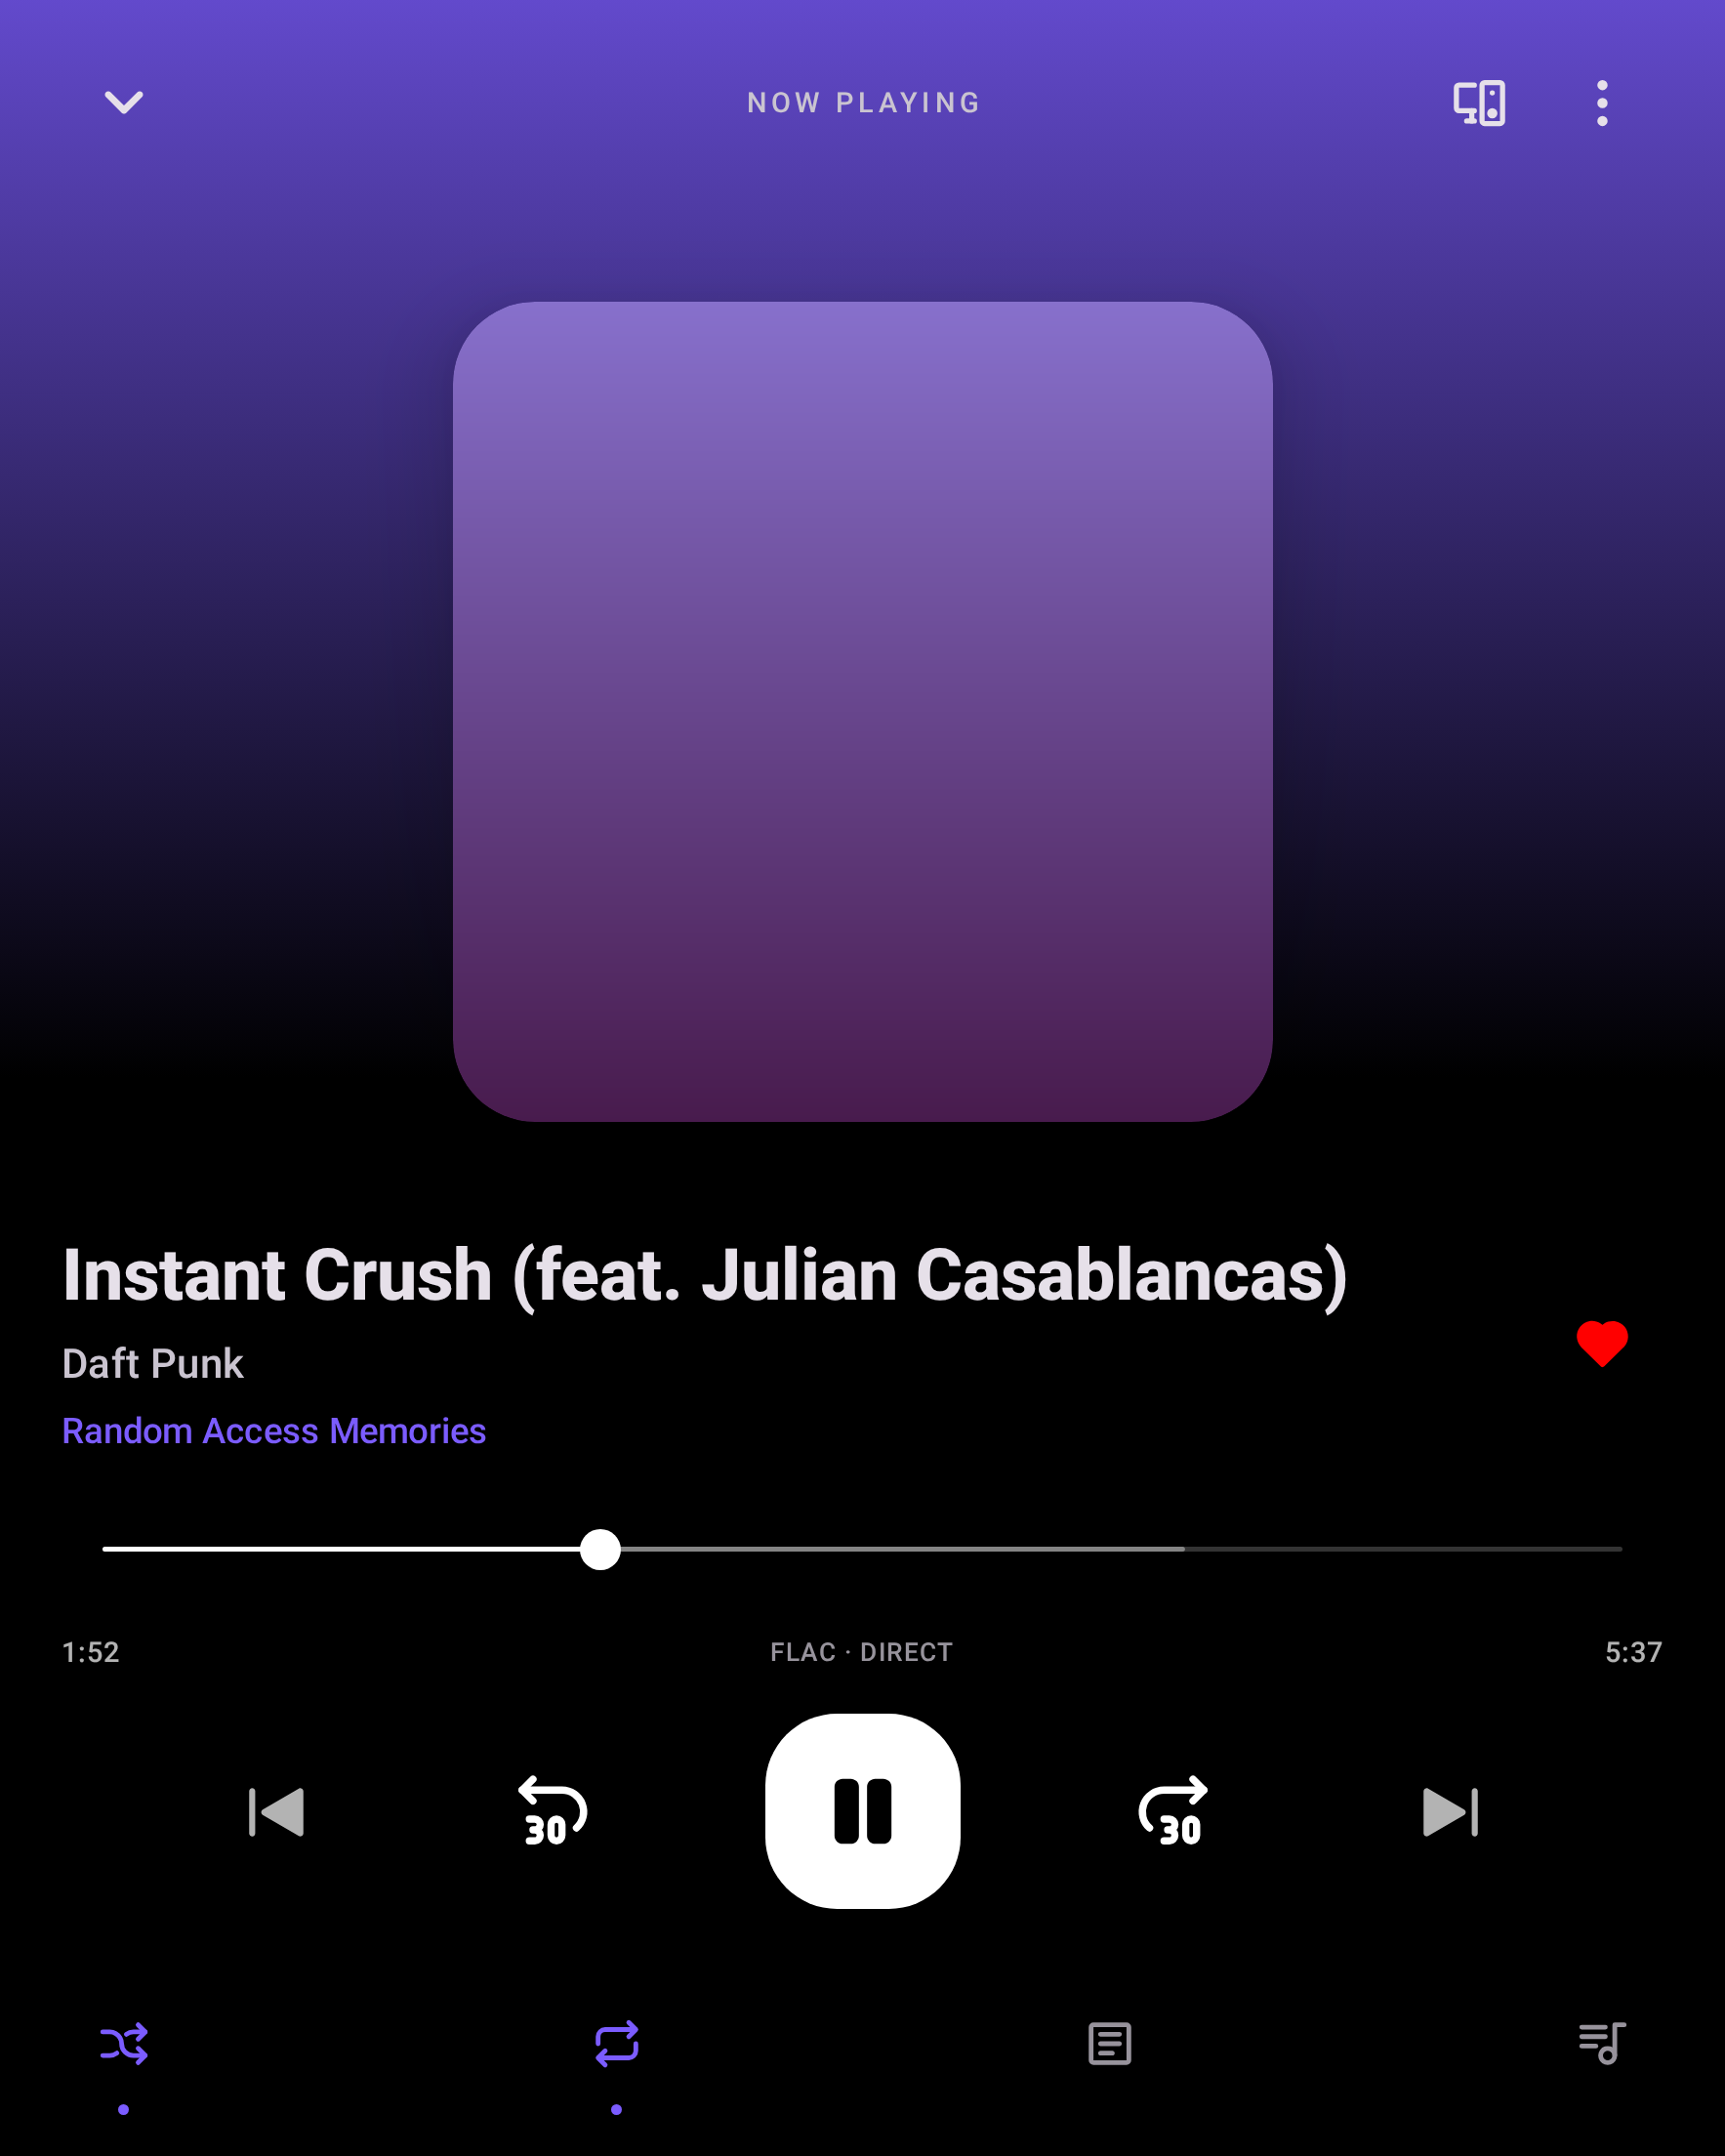 NOW PLAYING
Instant Crush (feat. Julian Casablancas)
Daft Punk
Random Access Memories
1:52
FLAC · DIRECT
5:37
30
30